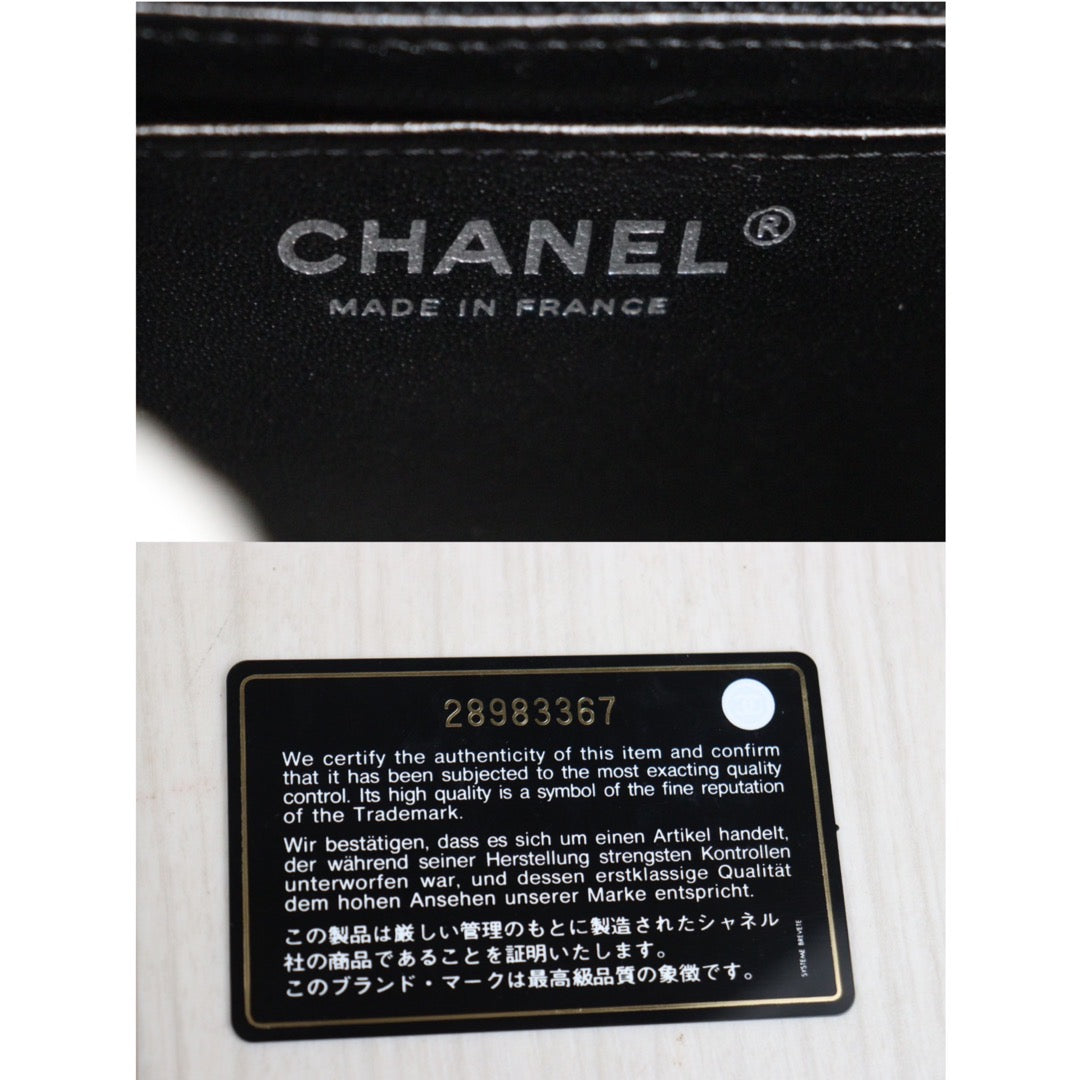 CHANEL®
MADE IN FRANCE
28983367
We certify the authenticity of this item and confirm
that it has been subjected to the most exacting quality
control. Its high quality is a symbol of the fine reputation
of the Trademark.
Wir bestätigen, dass es sich um einen Artikel handelt,
der während seiner Herstellung strengsten Kontrollen
unterworfen war, und dessen erstklassige Qualität
dem hohen Ansehen unserer Marke entspricht.
この製品は厳しい管理のもとに製造されたシャネル
社の商品であることを証明いたします。
このブランド・マークは最高級品質の象徴です。
SYSTEME BREVETE